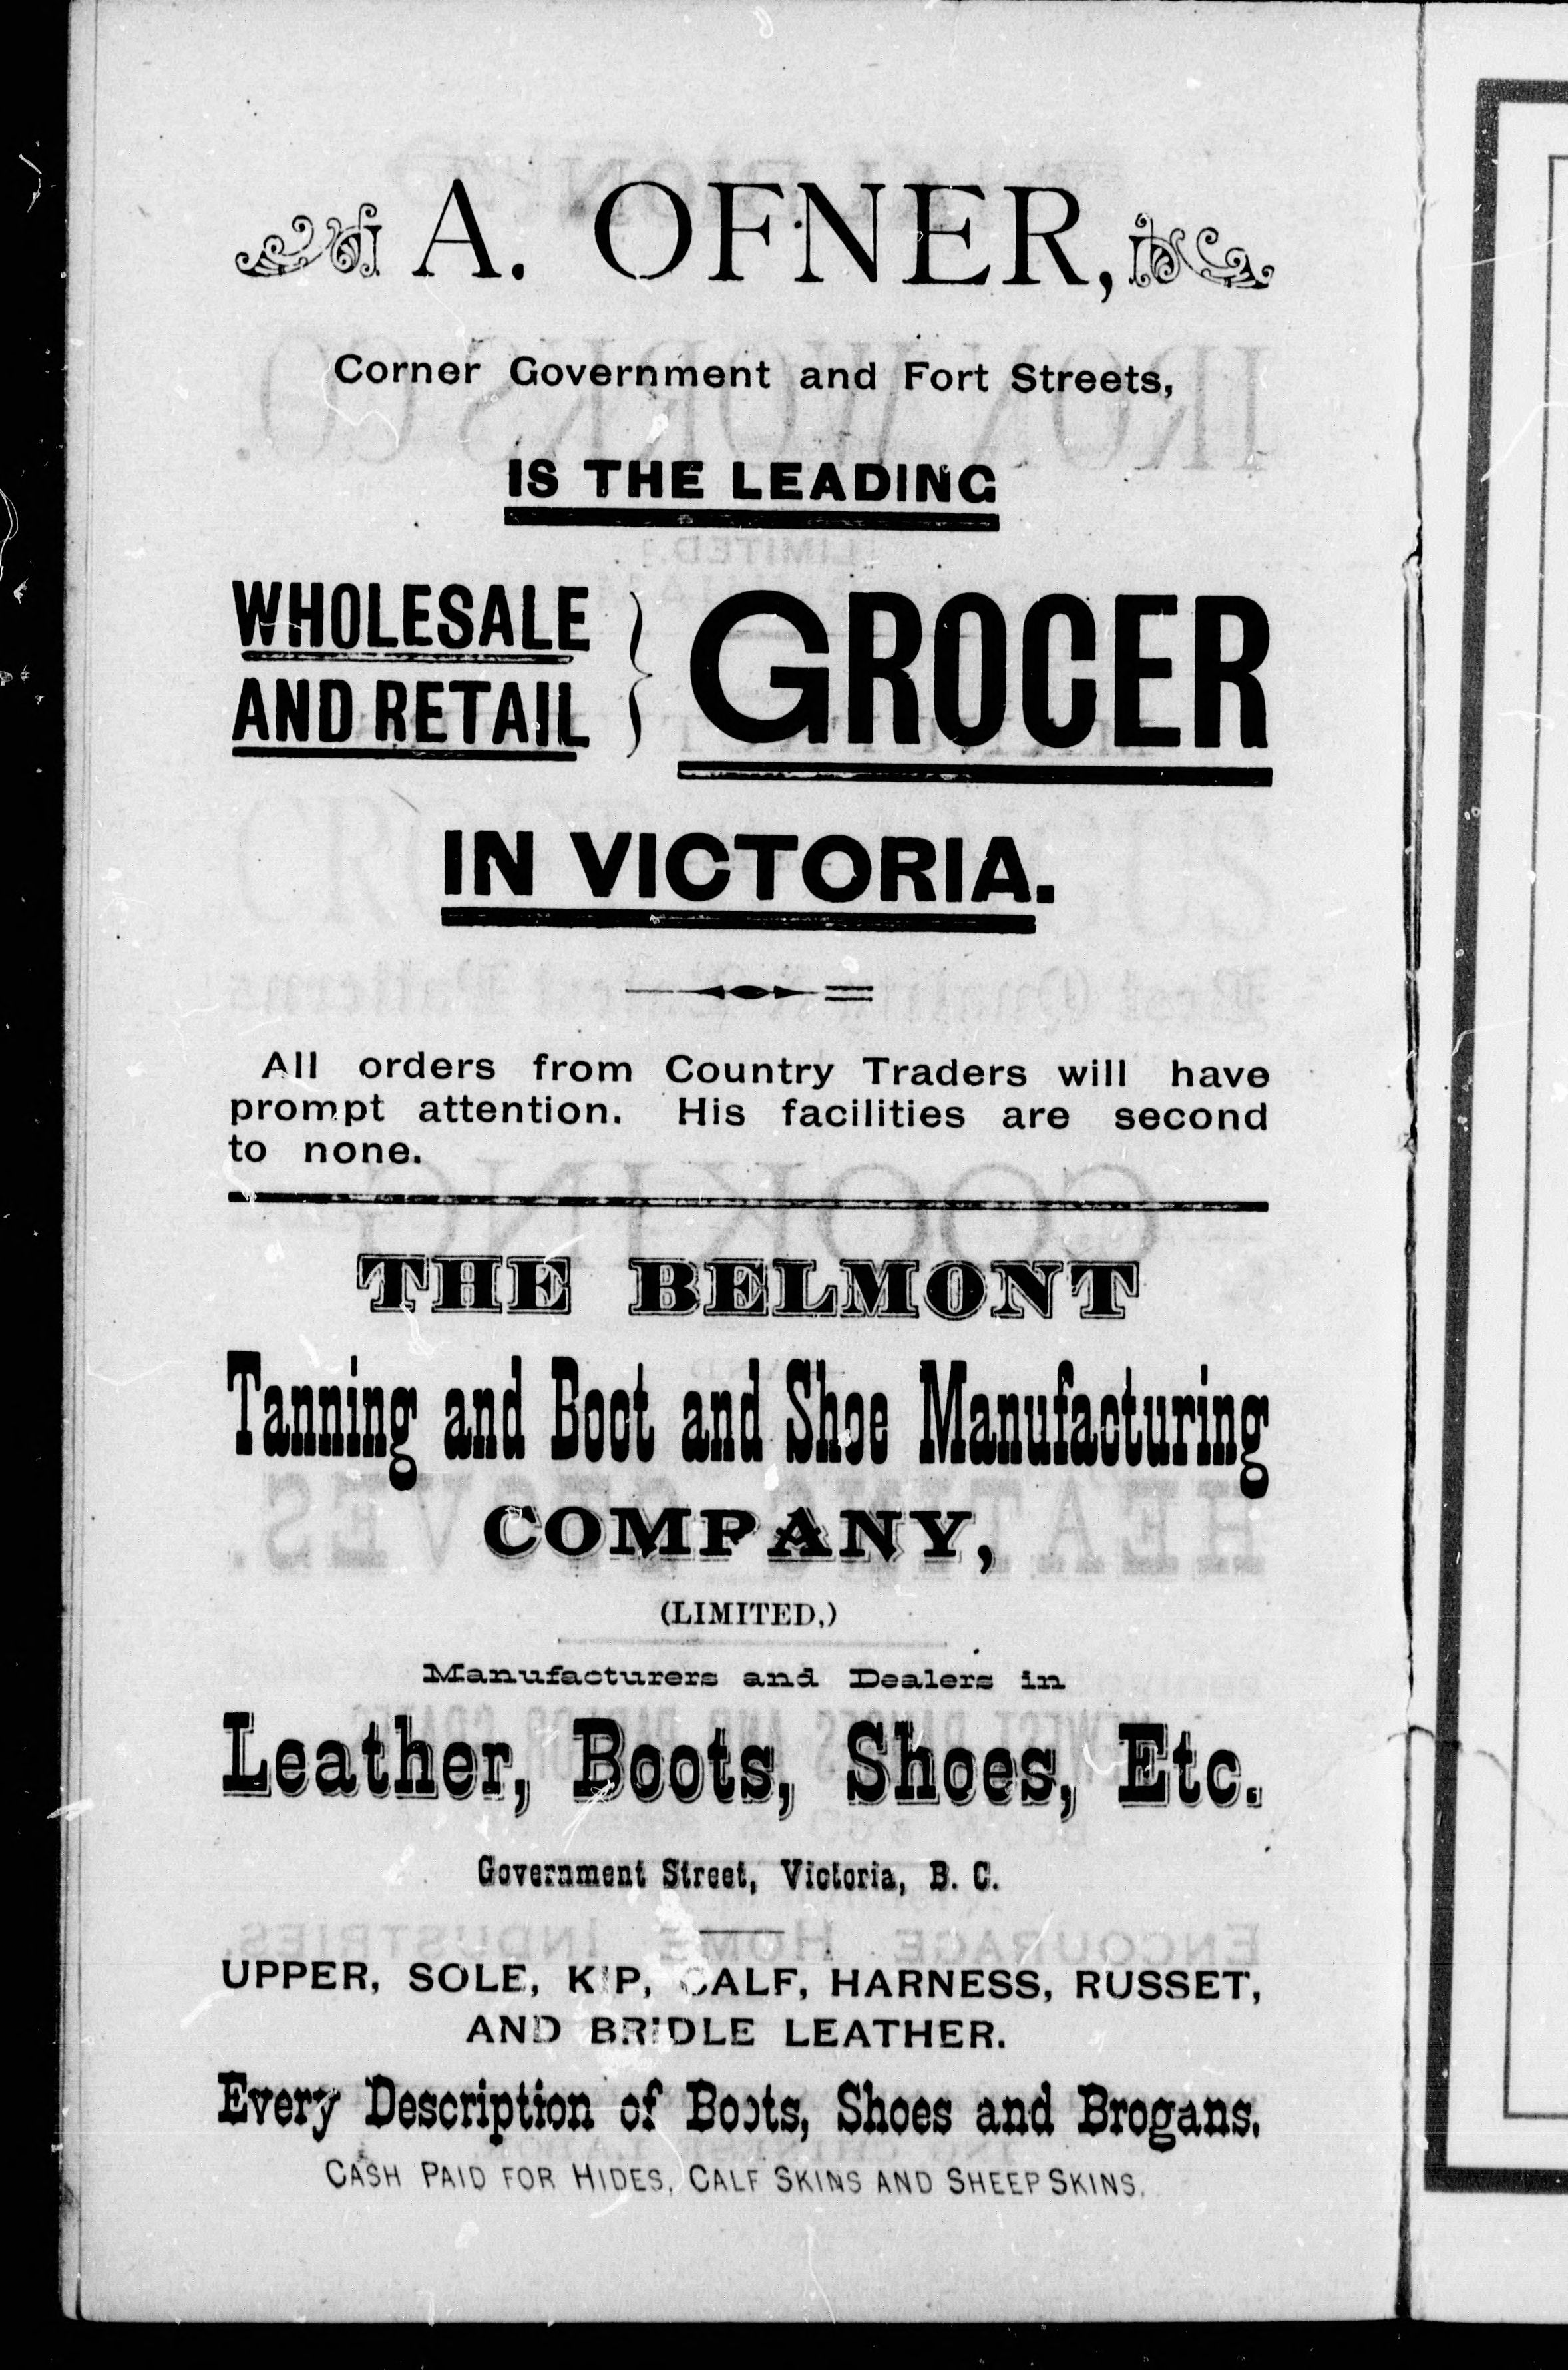 A. OFNER,
Corner Government and Fort Streets,
IS THE LEADING
WHOLESALE
AND RETAIL
} GROCER
IN VICTORIA.
All orders from Country Traders will have
prompt attention. His facilities are second
to none.
THE BELMONT
Tanning and Boot and Shoe Manufacturing
COMPANY,
(LIMITED,)
Manufacturers and Dealers in
Leather, Boots, Shoes, Etc.
Government Street, Victoria, B. C.
UPPER, SOLE, KIP, CALF, HARNESS, RUSSET,
AND BRIDLE LEATHER.
Every Description of Boots, Shoes and Brogans.
CASH PAID FOR HIDES, CALF SKINS AND SHEEP SKINS.